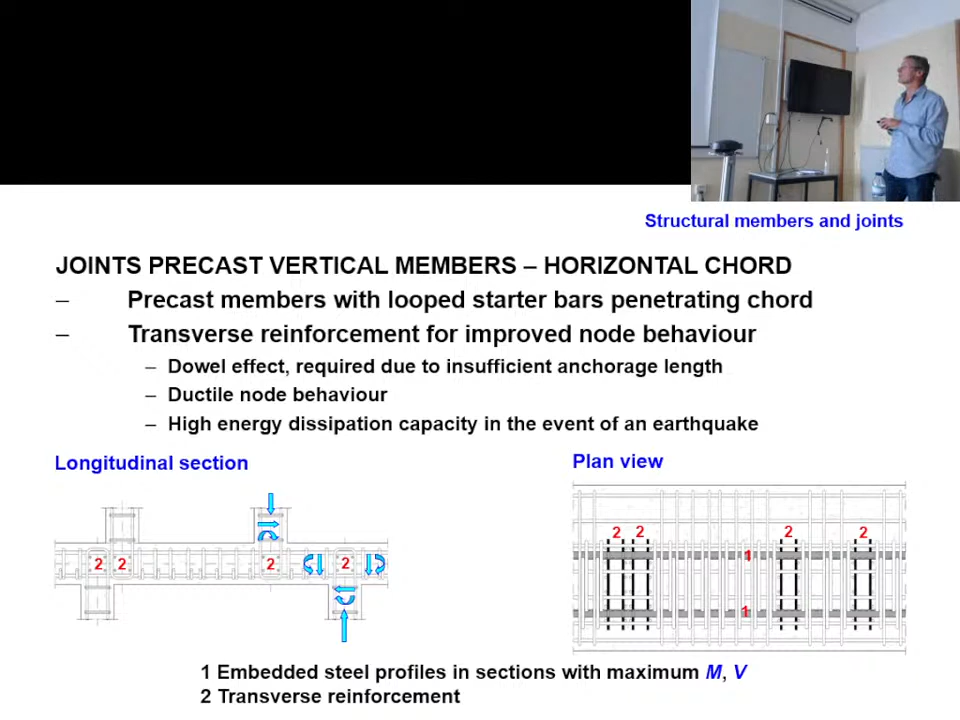 Structural members and joints
JOINTS PRECAST VERTICAL MEMBERS – HORIZONTAL CHORD
– Precast members with looped starter bars penetrating chord
– Transverse reinforcement for improved node behaviour
– Dowel effect, required due to insufficient anchorage length
– Ductile node behaviour
– High energy dissipation capacity in the event of an earthquake
Longitudinal section
Plan view
2 2 2 2
2 2 2 2
1
1
1 Embedded steel profiles in sections with maximum M, V
2 Transverse reinforcement